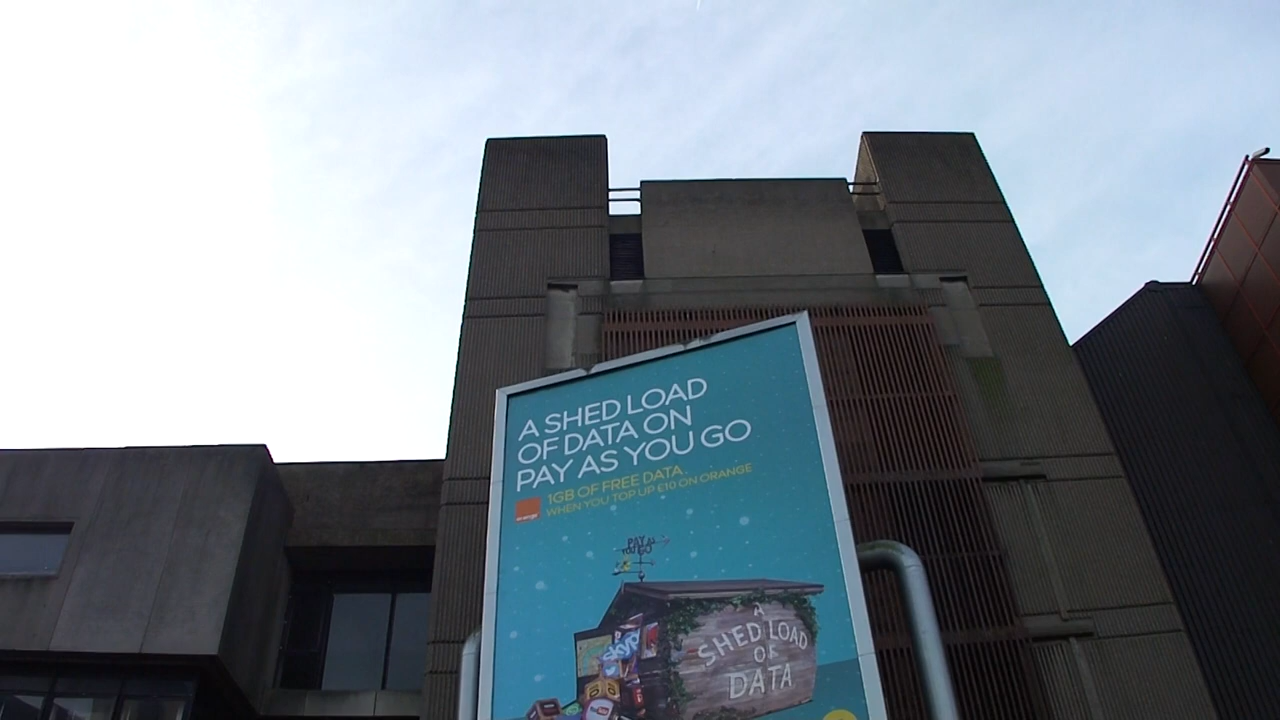 A SHED LOAD
OF DATA ON
PAY AS YOU GO
1GB OF FREE DATA
WHEN YOU TOP UP £10 ON ORANGE
orange
PAY AS
YOU GO
A
SHED LOAD
OF
DATA
skype